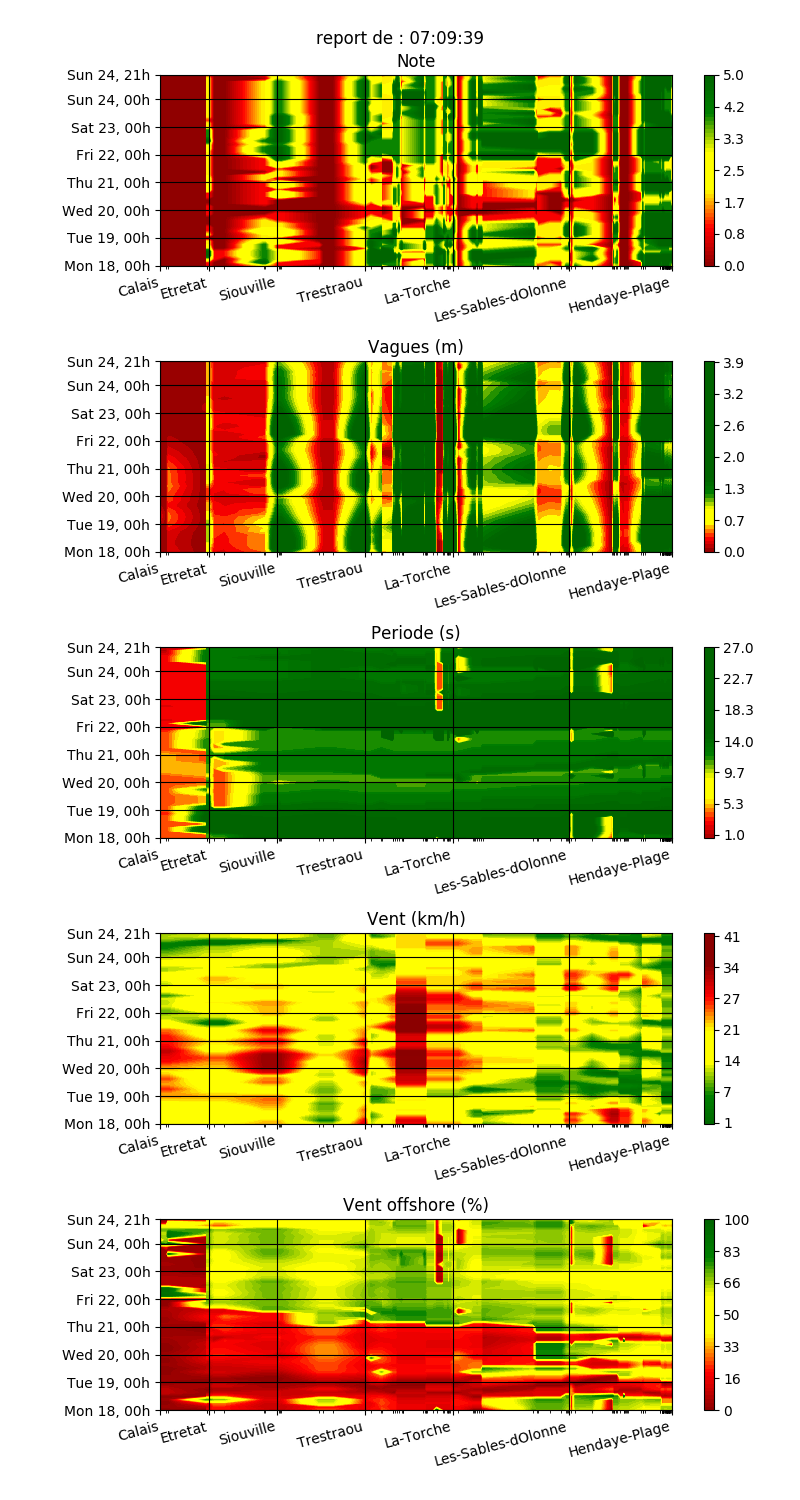 report de : 07:09:39
Note
Sun 24, 21h
Sun 24, 00h
Sat 23, 00h
Fri 22, 00h
Thu 21, 00h
Wed 20, 00h
Tue 19, 00h
Mon 18, 00h
Calais
Etretat
Siouville
Trestraou
La-Torche
Les-Sables-dOlonne
Hendaye-Plage
5.0
4.2
3.3
2.5
1.7
0.8
0.0
Vagues (m)
Sun 24, 21h
Sun 24, 00h
Sat 23, 00h
Fri 22, 00h
Thu 21, 00h
Wed 20, 00h
Tue 19, 00h
Mon 18, 00h
Calais
Etretat
Siouville
Trestraou
La-Torche
Les-Sables-dOlonne
Hendaye-Plage
3.9
3.2
2.6
2.0
1.3
0.7
0.0
Periode (s)
Sun 24, 21h
Sun 24, 00h
Sat 23, 00h
Fri 22, 00h
Thu 21, 00h
Wed 20, 00h
Tue 19, 00h
Mon 18, 00h
Calais
Etretat
Siouville
Trestraou
La-Torche
Les-Sables-dOlonne
Hendaye-Plage
27.0
22.7
18.3
14.0
9.7
5.3
1.0
Vent (km/h)
Sun 24, 21h
Sun 24, 00h
Sat 23, 00h
Fri 22, 00h
Thu 21, 00h
Wed 20, 00h
Tue 19, 00h
Mon 18, 00h
Calais
Etretat
Siouville
Trestraou
La-Torche
Les-Sables-dOlonne
Hendaye-Plage
41
34
27
21
14
7
1
Vent offshore (%)
Sun 24, 21h
Sun 24, 00h
Sat 23, 00h
Fri 22, 00h
Thu 21, 00h
Wed 20, 00h
Tue 19, 00h
Mon 18, 00h
Calais
Etretat
Siouville
Trestraou
La-Torche
Les-Sables-dOlonne
Hendaye-Plage
100
83
66
50
33
16
0